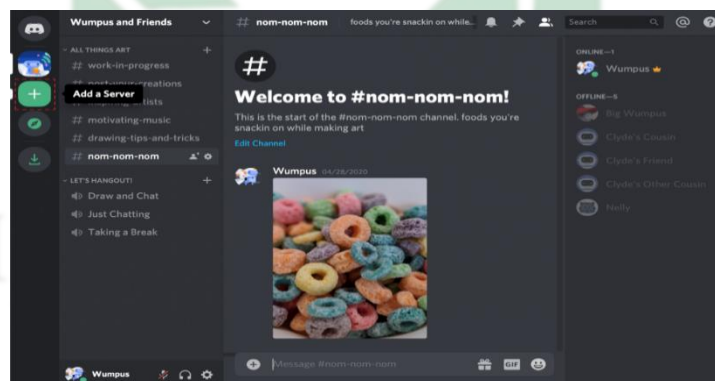 Wumpus and Friends
# nom-nom-nom
foods you're snackin on while...
Search
ALL THINGS ART
# work-in-progress
# post-your-creations
Add a Server
# motivating-music
# drawing-tips-and-tricks
# nom-nom-nom
LET'S HANGOUT!
Draw and Chat
Just Chatting
Taking a Break
Wumpus
#
Welcome to #nom-nom-nom!
This is the start of the #nom-nom-nom channel. foods you're
snackin on while making art
Edit Channel
Wumpus 04/28/2020
Message #nom-nom-nom
GIF
ONLINE—1
Wumpus
OFFLINE—5
Big Wumpus
Clyde's Cousin
Clyde's Friend
Clyde's Other Cousin
Nelly